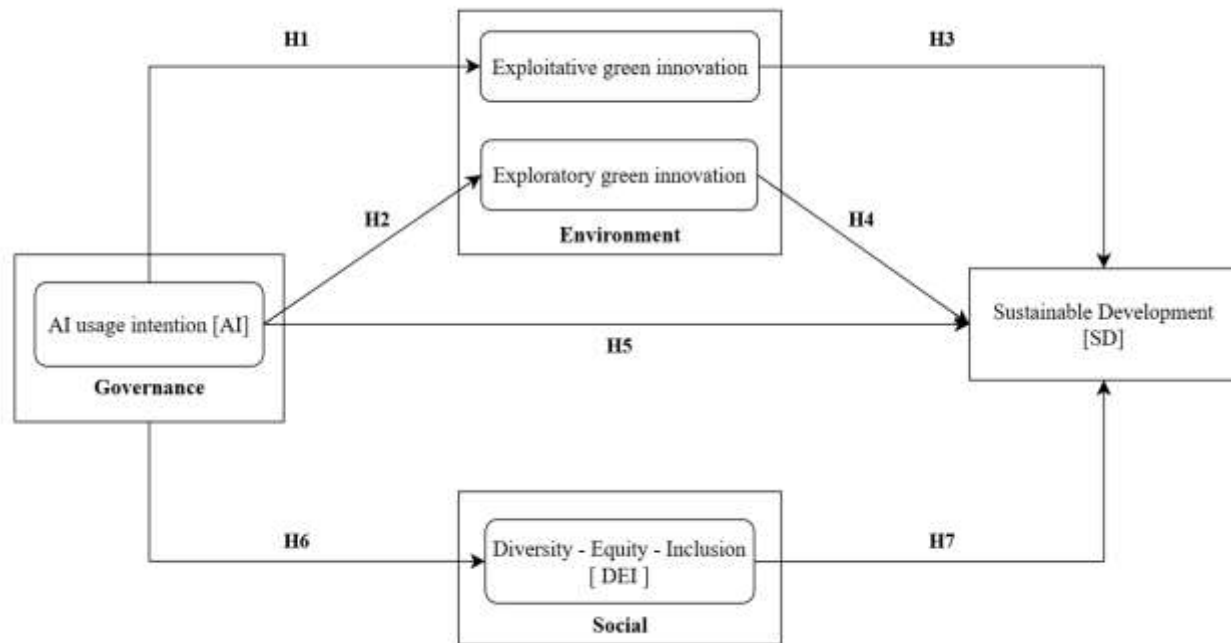 H1
H3
Exploitative green innovation
Exploratory green innovation
H2
H4
Environment
AI usage intention [AI]
Sustainable Development
[SD]
H5
Governance
H6
Diversity - Equity - Inclusion
[ DEI ]
H7
Social